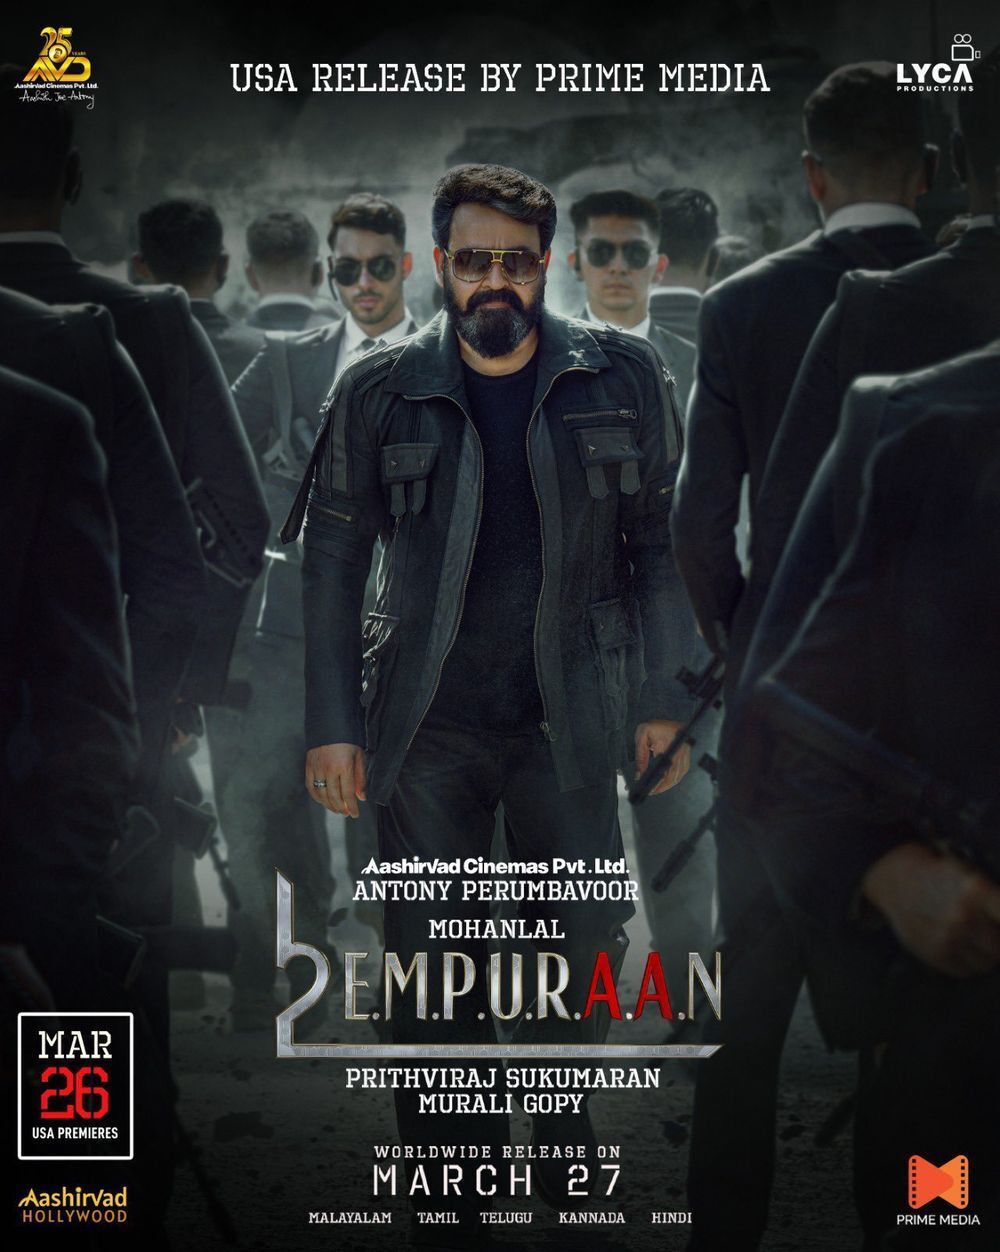 25 YEARS
Aashirvad Cinemas Pvt. Ltd.
USA RELEASE BY PRIME MEDIA
LYCA
PRODUCTIONS
Aashirvad Cinemas Pvt. Ltd.
ANTONY PERUMBAVOOR
MOHANLAL
L2 E.M.P.U.R.A.A.N
PRITHVIRAJ SUKUMARAN
MURALI GOPY
MAR
26
USA PREMIERES
WORLDWIDE RELEASE ON
MARCH 27
MALAYALAM TAMIL TELUGU KANNADA HINDI
Aashirvad
HOLLYWOOD
PRIME MEDIA